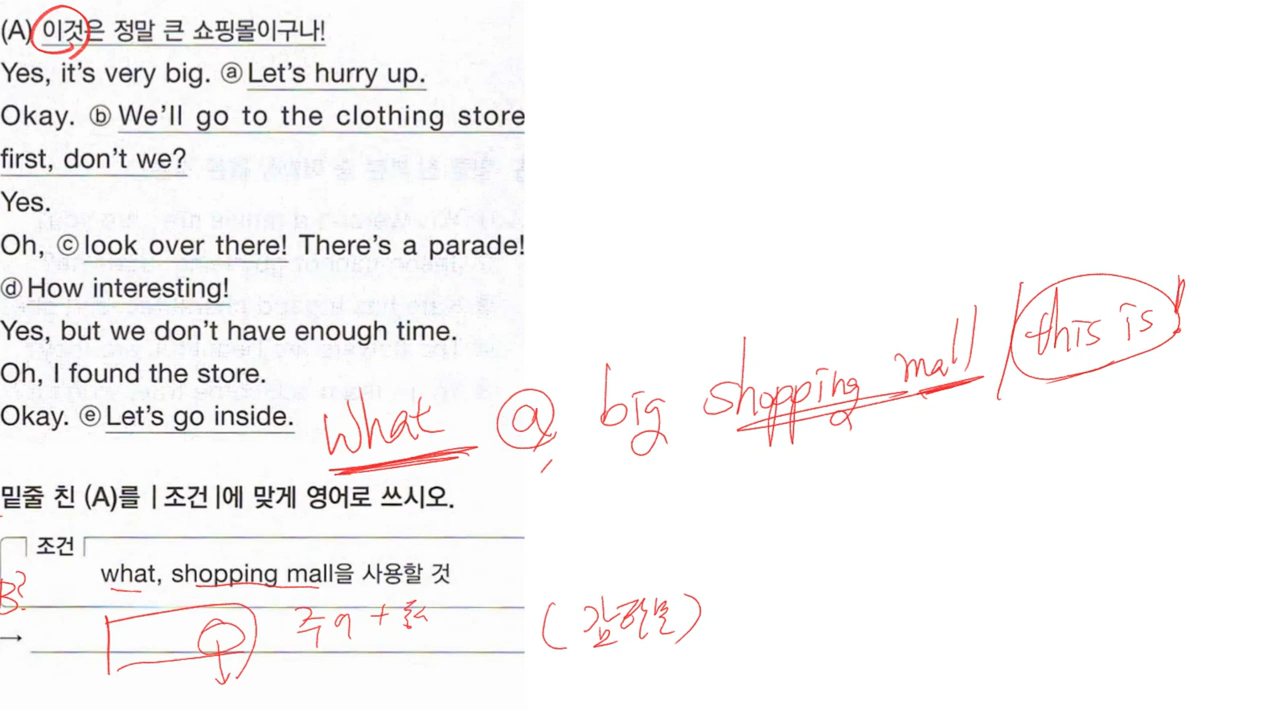 (A) 이것은 정말 큰 쇼핑몰이구나!
Yes, it's very big. ⓐ Let's hurry up.
Okay. ⓑ We'll go to the clothing store
first, don't we?
Yes.
Oh, ⓒ look over there! There's a parade!
ⓓ How interesting!
Yes, but we don't have enough time.
Oh, I found the store.
Okay. ⓔ Let's go inside.
What a big shopping mall / this is!
밑줄 친 (A)를 |조건|에 맞게 영어로 쓰시오.
조건
what, shopping mall을 사용할 것
B?
→
주어 + 동
(감탄문)